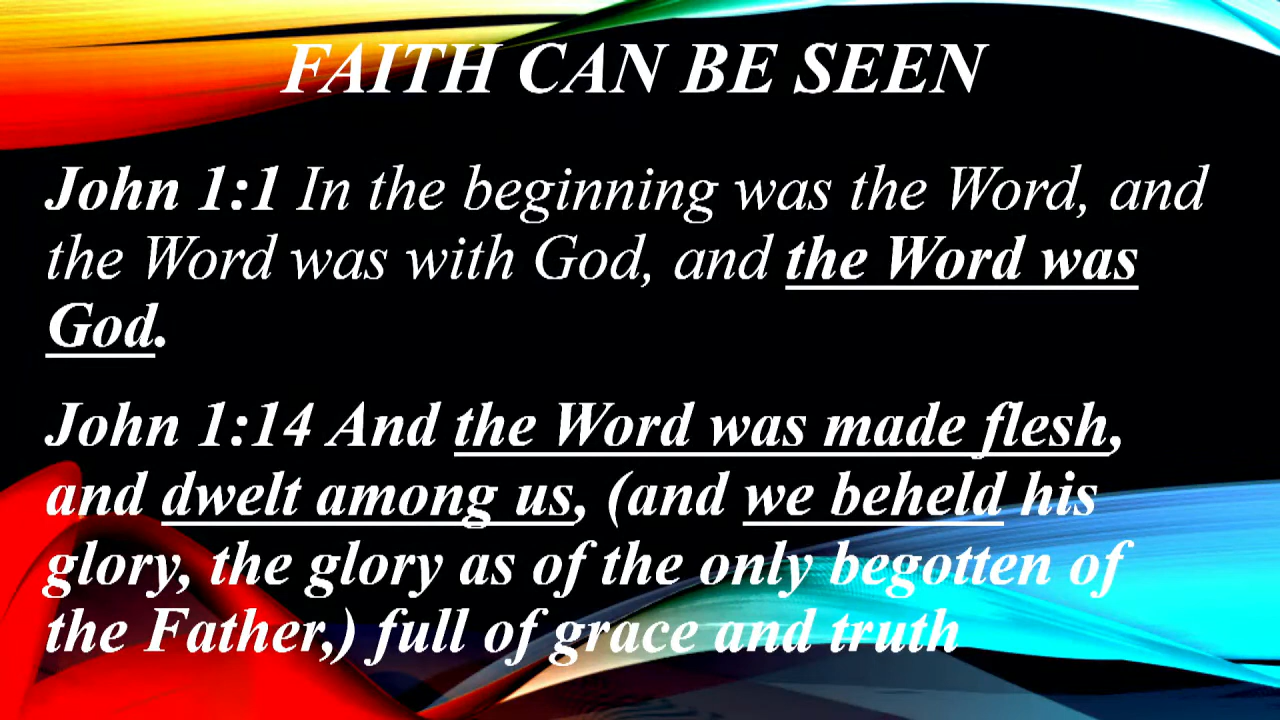 FAITH CAN BE SEEN
John 1:1 In the beginning was the Word, and
the Word was with God, and the Word was
God.
John 1:14 And the Word was made flesh,
and dwelt among us, (and we beheld his
glory, the glory as of the only begotten of
the Father,) full of grace and truth